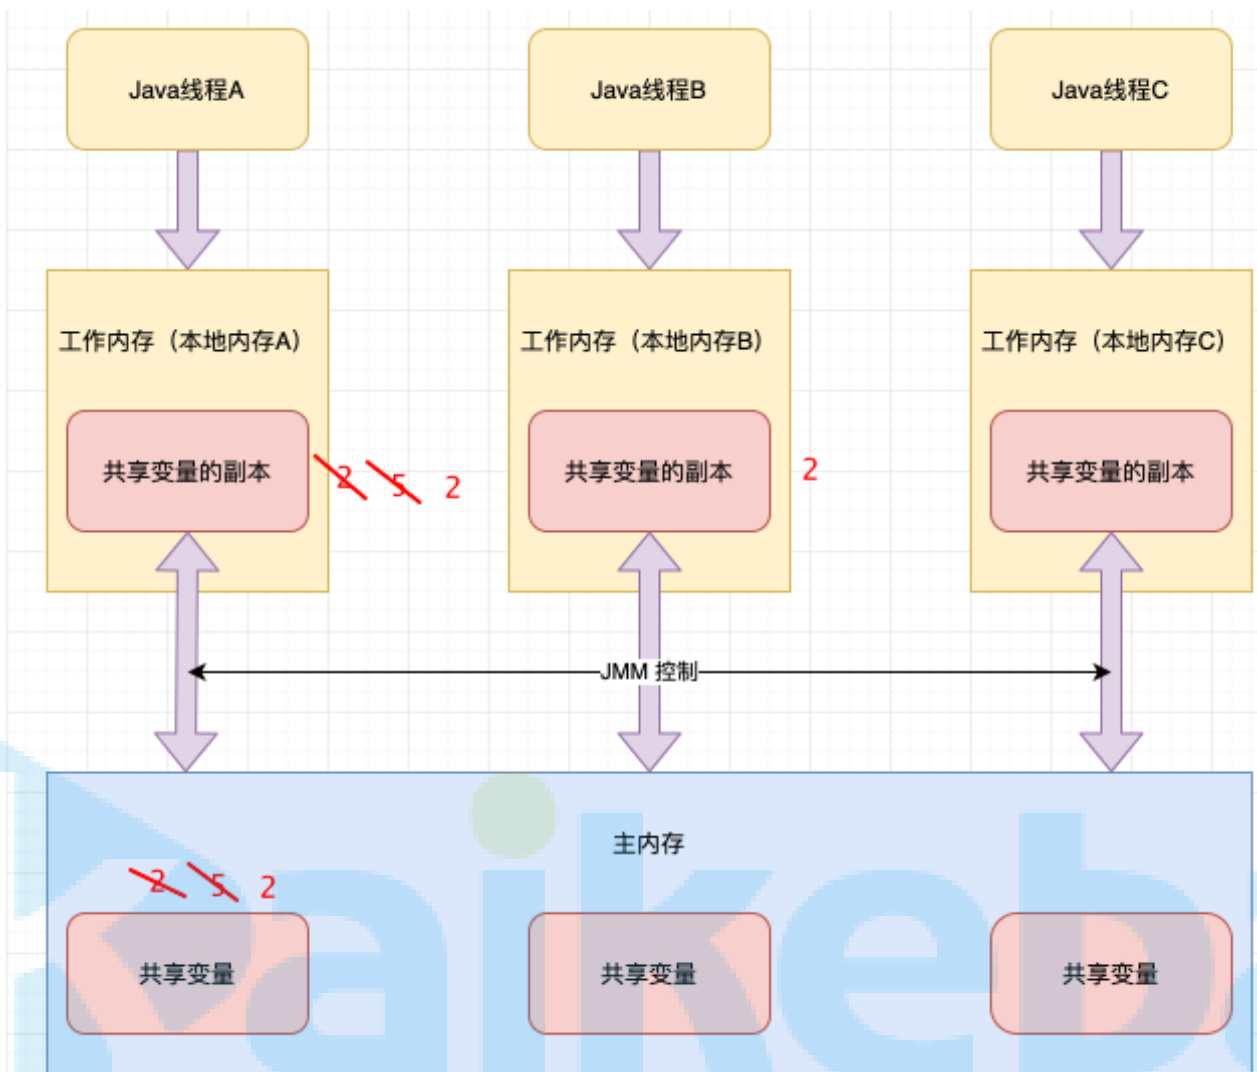 Java线程A Java线程B Java线程C
工作内存（本地内存A） 工作内存（本地内存B） 工作内存（本地内存C）
共享变量的副本 2 5 2 共享变量的副本 2 共享变量的副本
JMM 控制
主内存
2 5 2
共享变量 共享变量 共享变量
aikeb